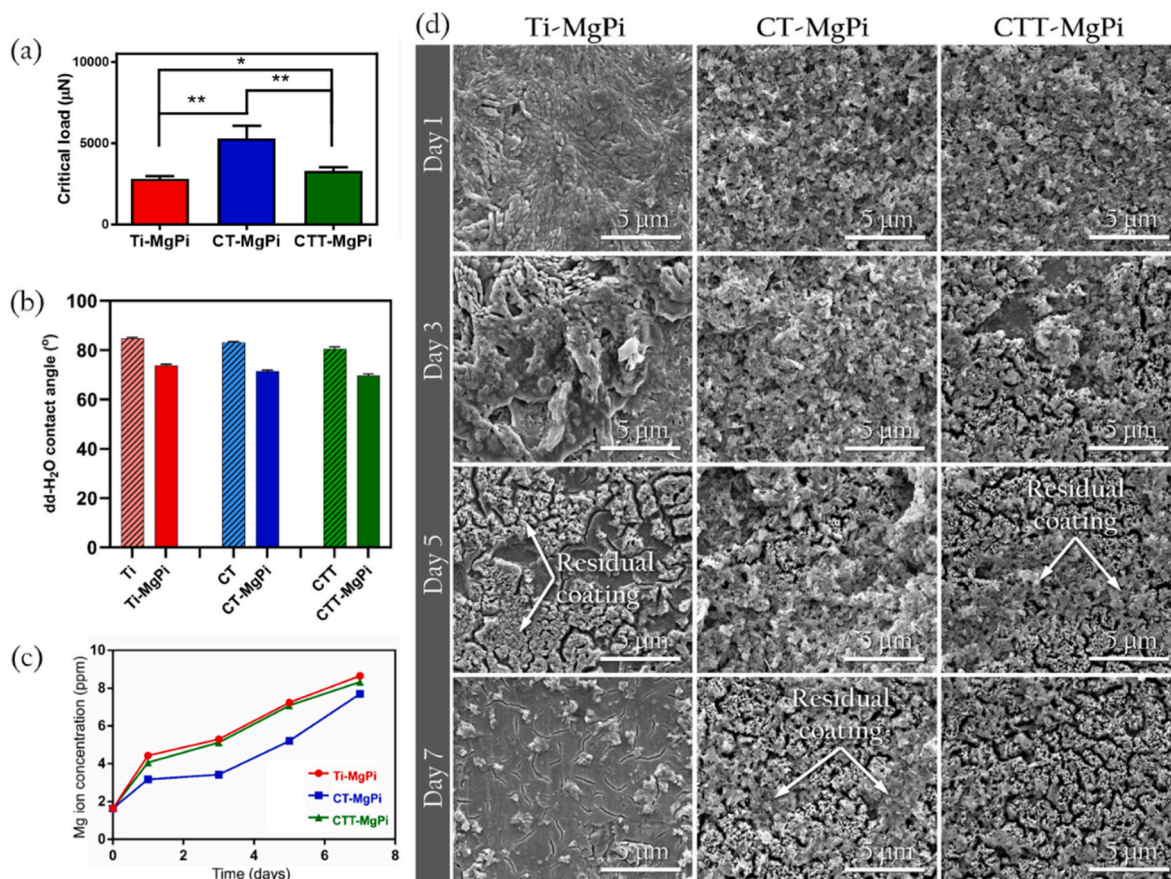 (a)
Critical load (μN)
10000
5000
0
*
**
**
Ti-MgPi
CT-MgPi
CTT-MgPi
(b)
dd-H₂O contact angle (°)
100
80
60
40
20
0
Ti
Ti-MgPi
CT
CT-MgPi
CTT
CTT-MgPi
(c)
Mg ion concentration (ppm)
8
6
4
2
0
0
2
4
6
8
Time (days)
Ti-MgPi
CT-MgPi
CTT-MgPi
(d)
Ti-MgPi
CT-MgPi
CTT-MgPi
Day 1
5 μm
5 μm
5 μm
Day 3
5 μm
5 μm
5 μm
Day 5
Residual
coating
5 μm
5 μm
Residual
coating
5 μm
Day 7
5 μm
Residual
coating
5 μm
5 μm